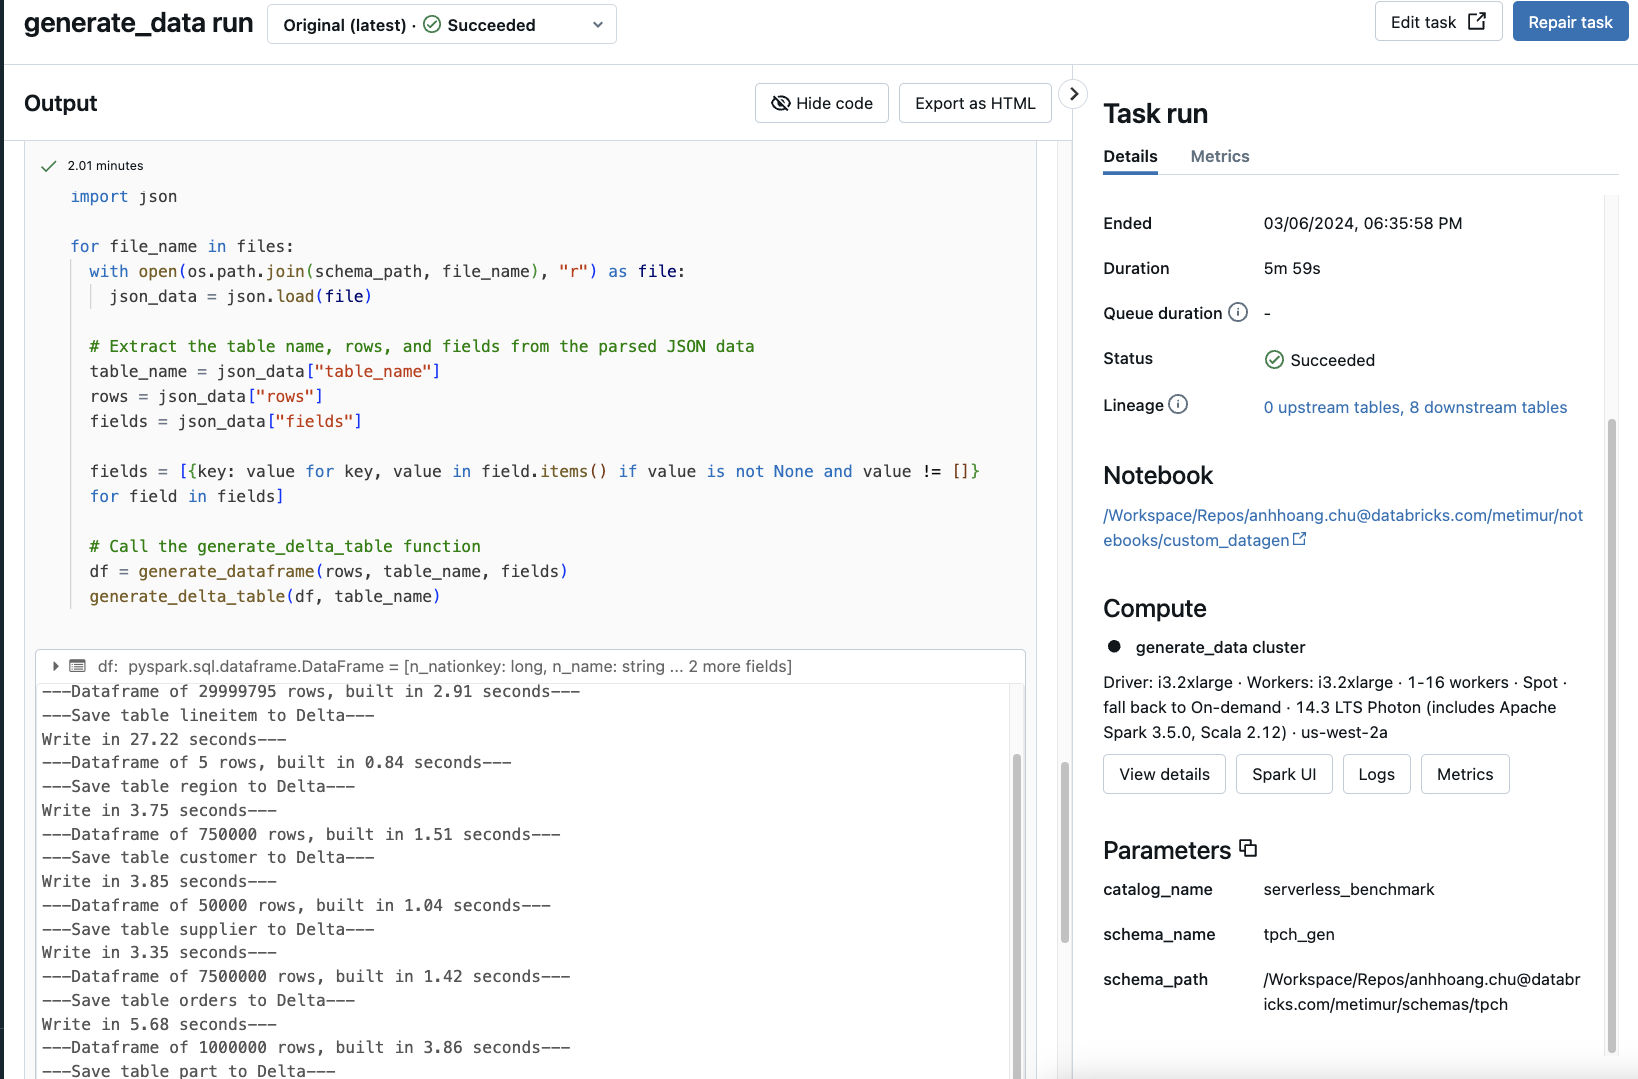 generate_data run
Original (latest) · Succeeded
Edit task
Repair task
Output
Hide code
Export as HTML
2.01 minutes
import json
for file_name in files:
with open(os.path.join(schema_path, file_name), "r") as file:
json_data = json.load(file)
# Extract the table name, rows, and fields from the parsed JSON data
table_name = json_data["table_name"]
rows = json_data["rows"]
fields = json_data["fields"]
fields = [{key: value for key, value in field.items() if value is not None and value != []}
for field in fields]
# Call the generate_delta_table function
df = generate_dataframe(rows, table_name, fields)
generate_delta_table(df, table_name)
df: pyspark.sql.dataframe.DataFrame = [n_nationkey: long, n_name: string ... 2 more fields]
---Dataframe of 29999795 rows, built in 2.91 seconds---
---Save table lineitem to Delta---
Write in 27.22 seconds---
---Dataframe of 5 rows, built in 0.84 seconds---
---Save table region to Delta---
Write in 3.75 seconds---
---Dataframe of 750000 rows, built in 1.51 seconds---
---Save table customer to Delta---
Write in 3.85 seconds---
---Dataframe of 50000 rows, built in 1.04 seconds---
---Save table supplier to Delta---
Write in 3.35 seconds---
---Dataframe of 7500000 rows, built in 1.42 seconds---
---Save table orders to Delta---
Write in 5.68 seconds---
---Dataframe of 1000000 rows, built in 3.86 seconds---
---Save table part to Delta---
Task run
Details
Metrics
Ended 03/06/2024, 06:35:58 PM
Duration 5m 59s
Queue duration -
Status Succeeded
Lineage 0 upstream tables, 8 downstream tables
Notebook
/Workspace/Repos/anhhoang.chu@databricks.com/metimur/not
ebooks/custom_datagen
Compute
generate_data cluster
Driver: i3.2xlarge · Workers: i3.2xlarge · 1-16 workers · Spot ·
fall back to On-demand · 14.3 LTS Photon (includes Apache
Spark 3.5.0, Scala 2.12) · us-west-2a
View details
Spark UI
Logs
Metrics
Parameters
catalog_name serverless_benchmark
schema_name tpch_gen
schema_path /Workspace/Repos/anhhoang.chu@databr
icks.com/metimur/schemas/tpch